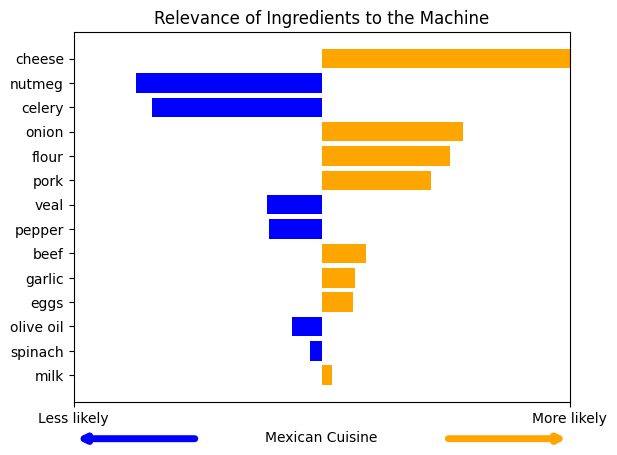 Relevance of Ingredients to the Machine
cheese
nutmeg
celery
onion
flour
pork
veal
pepper
beef
garlic
eggs
olive oil
spinach
milk
Less likely
More likely
Mexican Cuisine